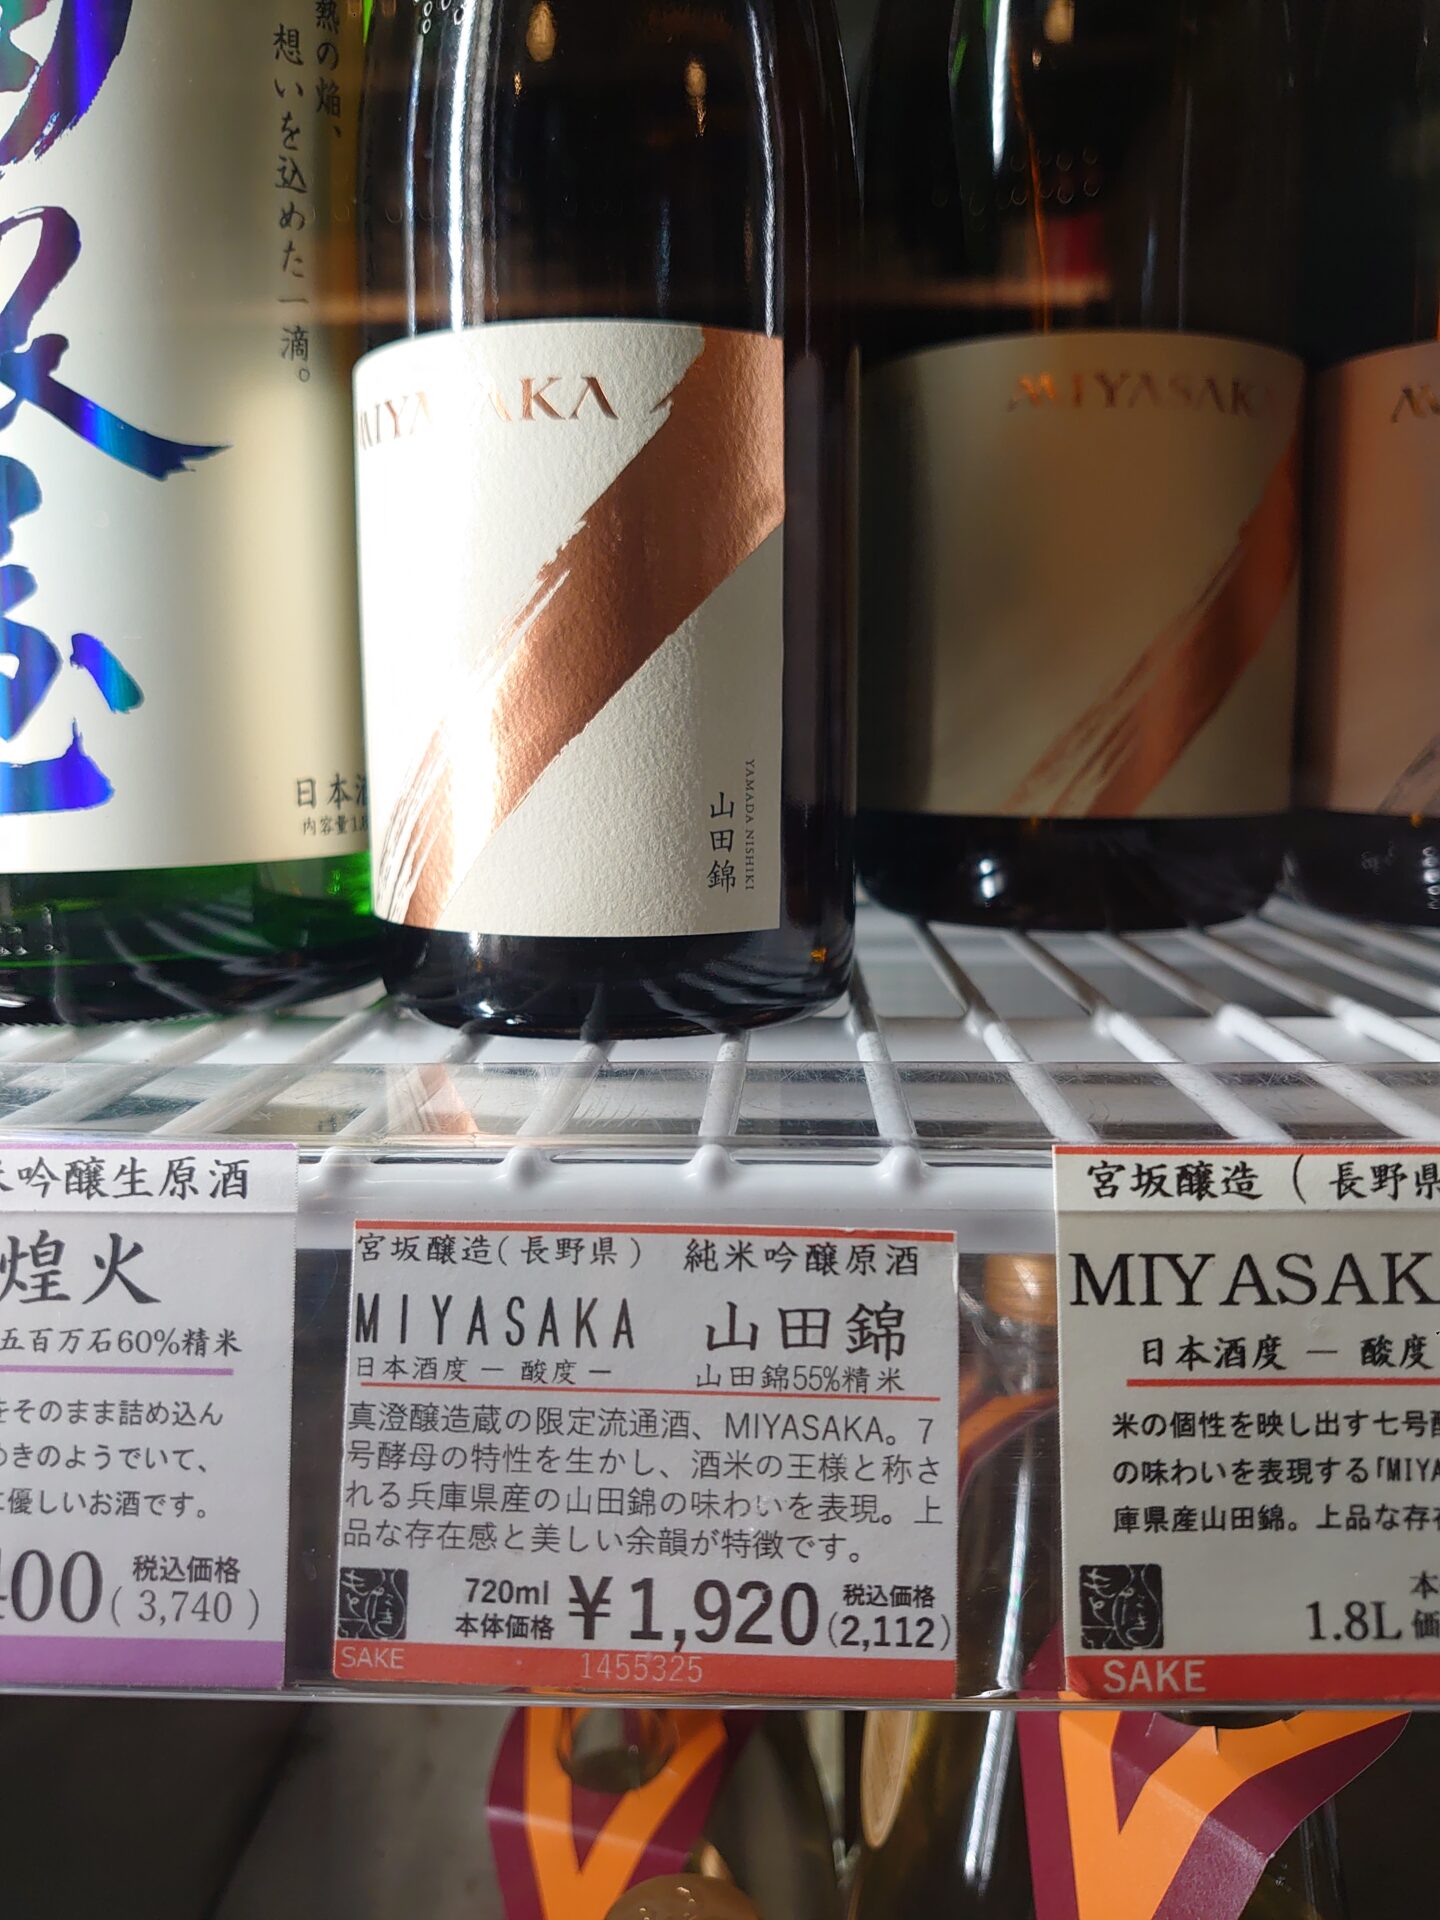 熱の焔、
想いを込めた一滴。
日本酒
内容量
MIYASAKA
山田錦
YAMADA NISHIKI
MIYASAKA
米吟醸生原酒
煌火
五百万石60%精米
をそのまま詰め込ん
めきのようでいて、
に優しいお酒です。
400 税込価格
(3,740)
宮坂醸造(長野県) 純米吟醸原酒
MIYASAKA 山田錦
日本酒度 ー 酸度 ー 山田錦55%精米
真澄醸造蔵の限定流通酒、MIYASAKA。7
号酵母の特性を生かし、酒米の王様と称さ
れる兵庫県産の山田錦の味わいを表現。上
品な存在感と美しい余韻が特徴です。
720ml
本体価格 ¥1,920 税込価格
(2,112)
SAKE 1455325
宮坂醸造(長野県
MIYASAK
日本酒度 ー 酸度
米の個性を映し出す七号
の味わいを表現する「MIYA
庫県産山田錦。上品な存在
1.8L 本
価
SAKE